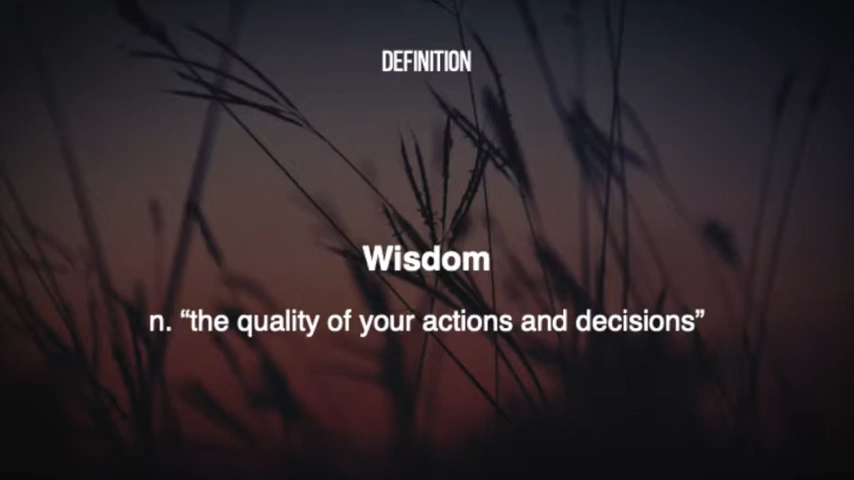 DEFINITION
Wisdom
n. “the quality of your actions and decisions”